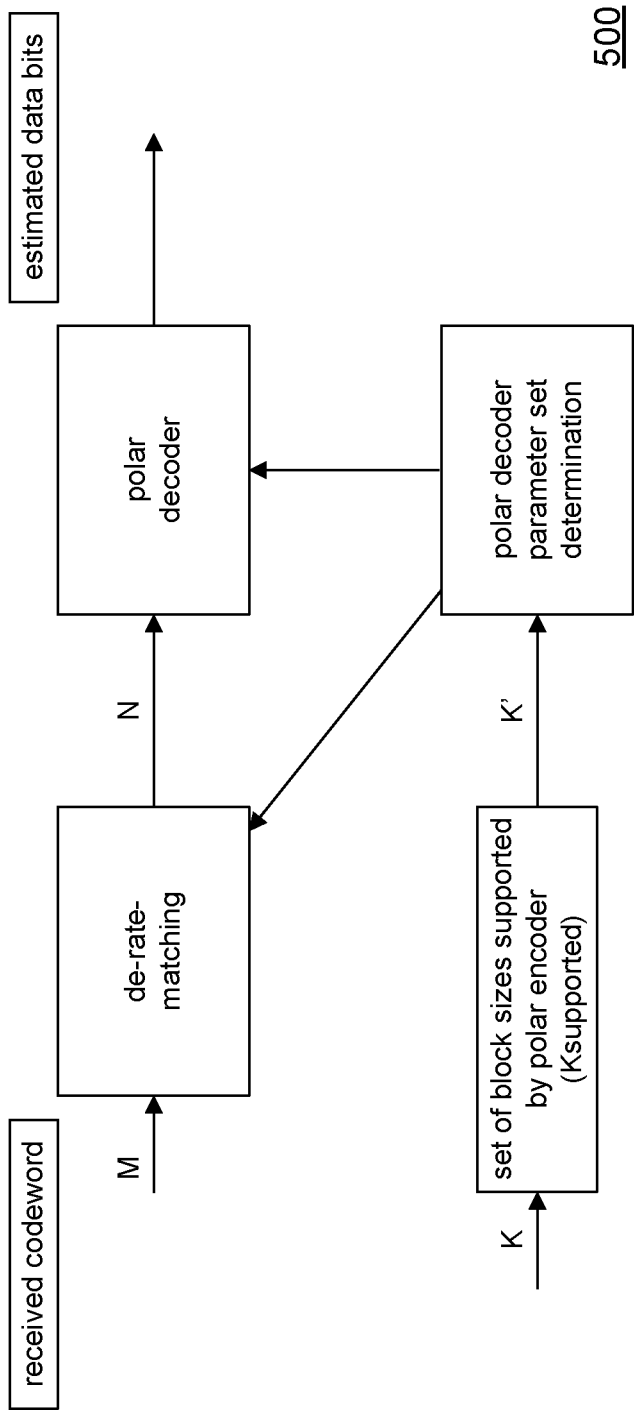 received codeword
estimated data bits
M
de-rate-
matching
N
polar
decoder
K
set of block sizes supported
by polar encoder
(Ksupported)
K'
polar decoder
parameter set
determination
500